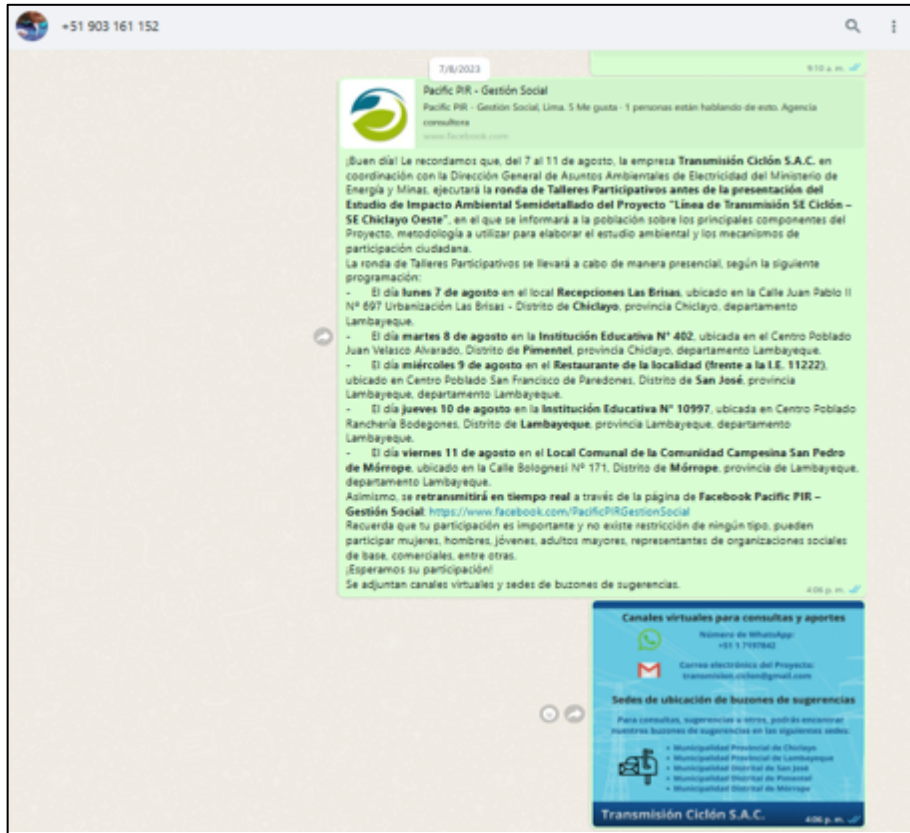 +51 903 161 152
9:10 a. m.
7/8/2023
Pacific PIR - Gestión Social
Pacific PIR - Gestión Social, Lima. 5 Me gusta · 1 personas están hablando de esto. Agencia
consultora
www.facebook.com
¡Buen día! Le recordamos que, del 7 al 11 de agosto, la empresa Transmisión Ciclón S.A.C. en
coordinación con la Dirección General de Asuntos Ambientales de Electricidad del Ministerio de
Energía y Minas, ejecutará la ronda de Talleres Participativos antes de la presentación del
Estudio de Impacto Ambiental Semidetallado del Proyecto "Línea de Transmisión SE Ciclón –
SE Chiclayo Oeste", en el que se informará a la población sobre los principales componentes del
Proyecto, metodología a utilizar para elaborar el estudio ambiental y los mecanismos de
participación ciudadana.
La ronda de Talleres Participativos se llevará a cabo de manera presencial, según la siguiente
programación:
- El día lunes 7 de agosto en el local Recepciones Las Brisas, ubicado en la Calle Juan Pablo II
Nº 697 Urbanización Las Brisas - Distrito de Chiclayo, provincia Chiclayo, departamento
Lambayeque.
- El día martes 8 de agosto en la Institución Educativa N° 402, ubicada en el Centro Poblado
Juan Velasco Alvarado, Distrito de Pimentel, provincia Chiclayo, departamento Lambayeque.
- El día miércoles 9 de agosto en el Restaurante de la localidad (frente a la I.E. 11222),
ubicado en Centro Poblado San Francisco de Paredones, Distrito de San José, provincia
Lambayeque, departamento Lambayeque.
- El día jueves 10 de agosto en la Institución Educativa N° 10997, ubicada en Centro Poblado
Ranchería Bodegones, Distrito de Lambayeque, provincia Lambayeque, departamento
Lambayeque.
- El día viernes 11 de agosto en el Local Comunal de la Comunidad Campesina San Pedro
de Mórrope, ubicado en la Calle Bolognesi Nº 171, Distrito de Mórrope, provincia de Lambayeque,
departamento Lambayeque.
Asimismo, se retransmitirá en tiempo real a través de la página de Facebook Pacific PIR –
Gestión Social: https://www.facebook.com/PacificPIRGestionSocial
Recuerda que tu participación es importante y no existe restricción de ningún tipo, pueden
participar mujeres, hombres, jóvenes, adultos mayores, representantes de organizaciones sociales
de base, comerciales, entre otras.
¡Esperamos su participación!
Se adjuntan canales virtuales y sedes de buzones de sugerencias.
4:06 p. m.
Canales virtuales para consultas y aportes
Número de WhatsApp:
+51 1 7197842
Correo electrónico del Proyecto:
transmision.ciclon@gmail.com
Sedes de ubicación de buzones de sugerencias
Para consultas, sugerencias u otros, podrás encontrar
nuestros buzones de sugerencias en las siguientes sedes:
• Municipalidad Provincial de Chiclayo
• Municipalidad Provincial de Lambayeque
• Municipalidad Distrital de San José
• Municipalidad Distrital de Pimentel
• Municipalidad Distrital de Mórrope
Transmisión Ciclón S.A.C.
4:06 p. m.